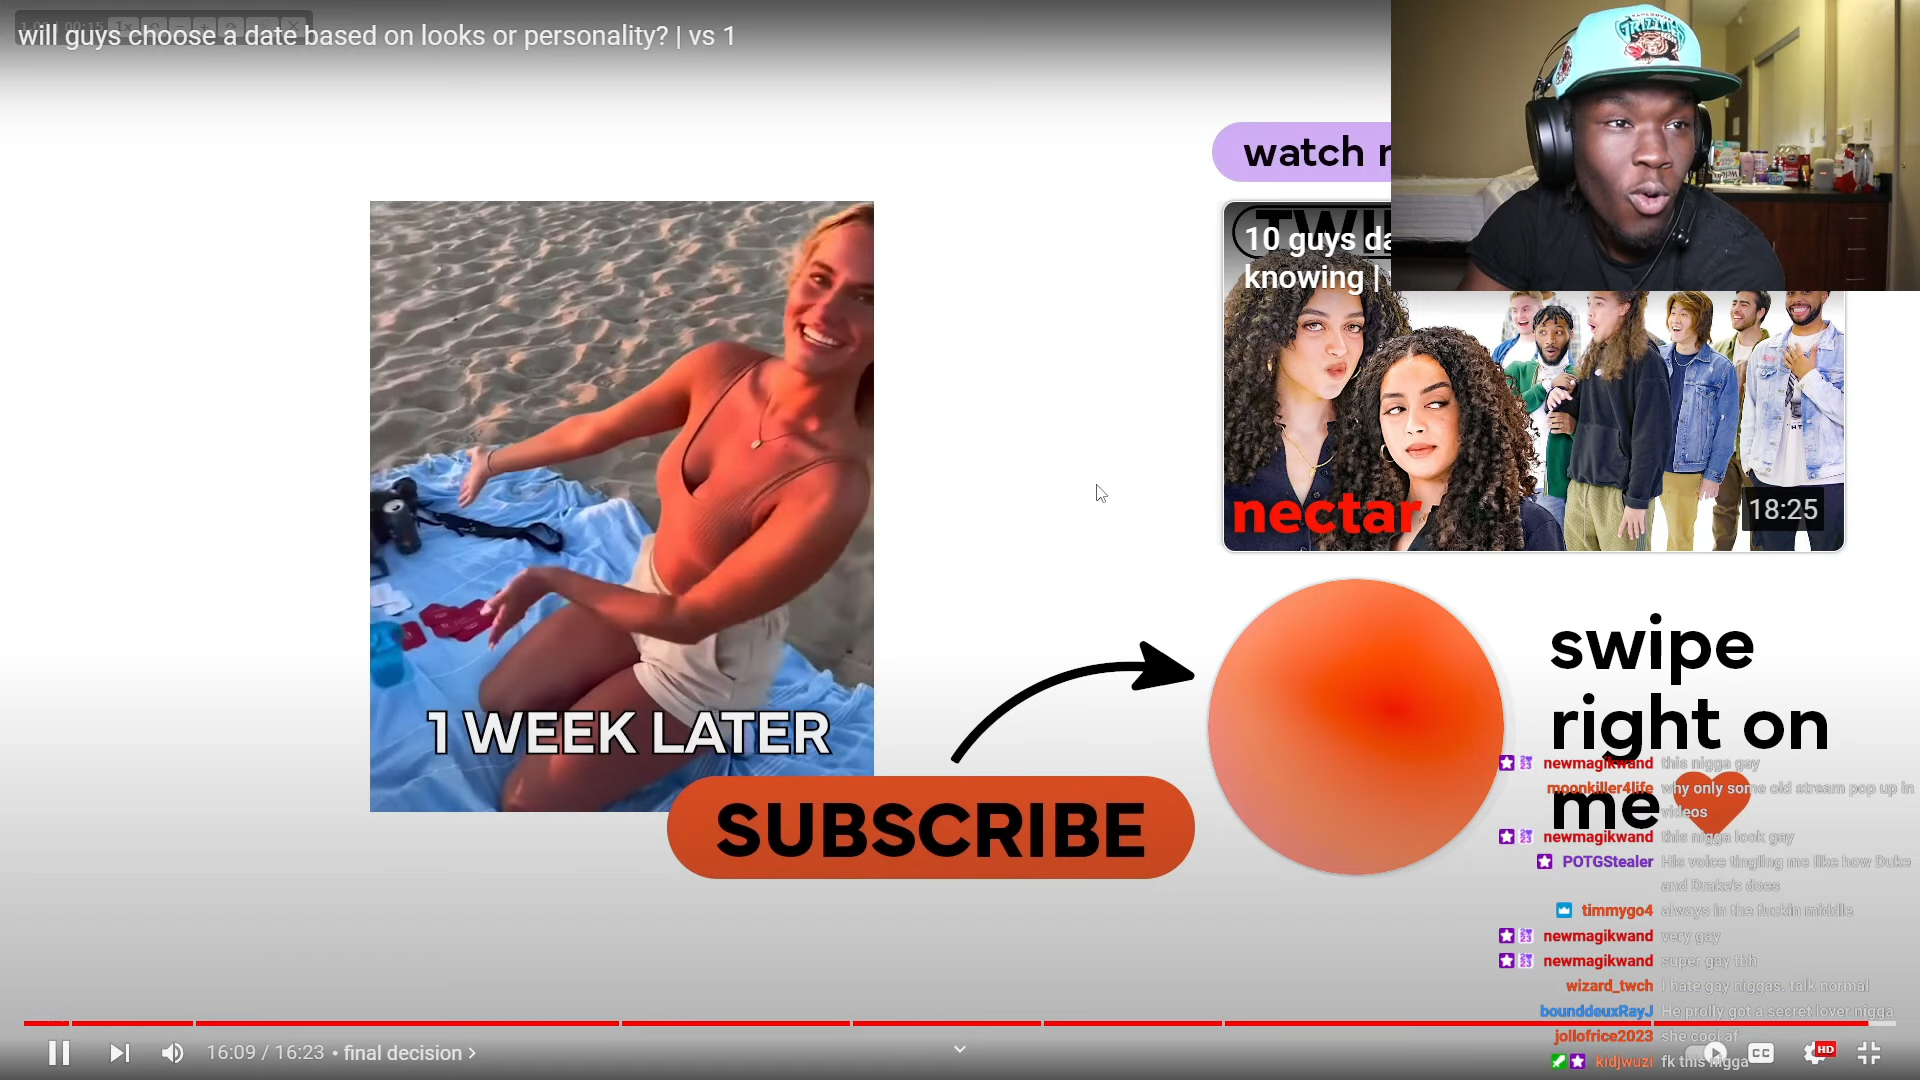 will guys choose a date based on looks or personality? | vs 1
VANCOUVER
GRIZZLIES
watch
10 guys da
knowing |
nectar
18:25
1 WEEK LATER
SUBSCRIBE
swipe
right on
me
newmagikwand this nigga gay
moonkiller4life why only some old stream pop up in
videos
newmagikwand this nigga look gay
POTGStealer His voice tingling me like how Duke
and Drake's does
timmygo4 always in the fuckin middle
newmagikwand very gay
newmagikwand super gay tbh
wizard_twch I hate gay niggas. talk normal
bounddeuxRayJ He prolly got a secret lover nigga
jollofrice2023 she cool af
kidjwuzi fk this nigga
16:09 / 16:23 • final decision
CC
HD